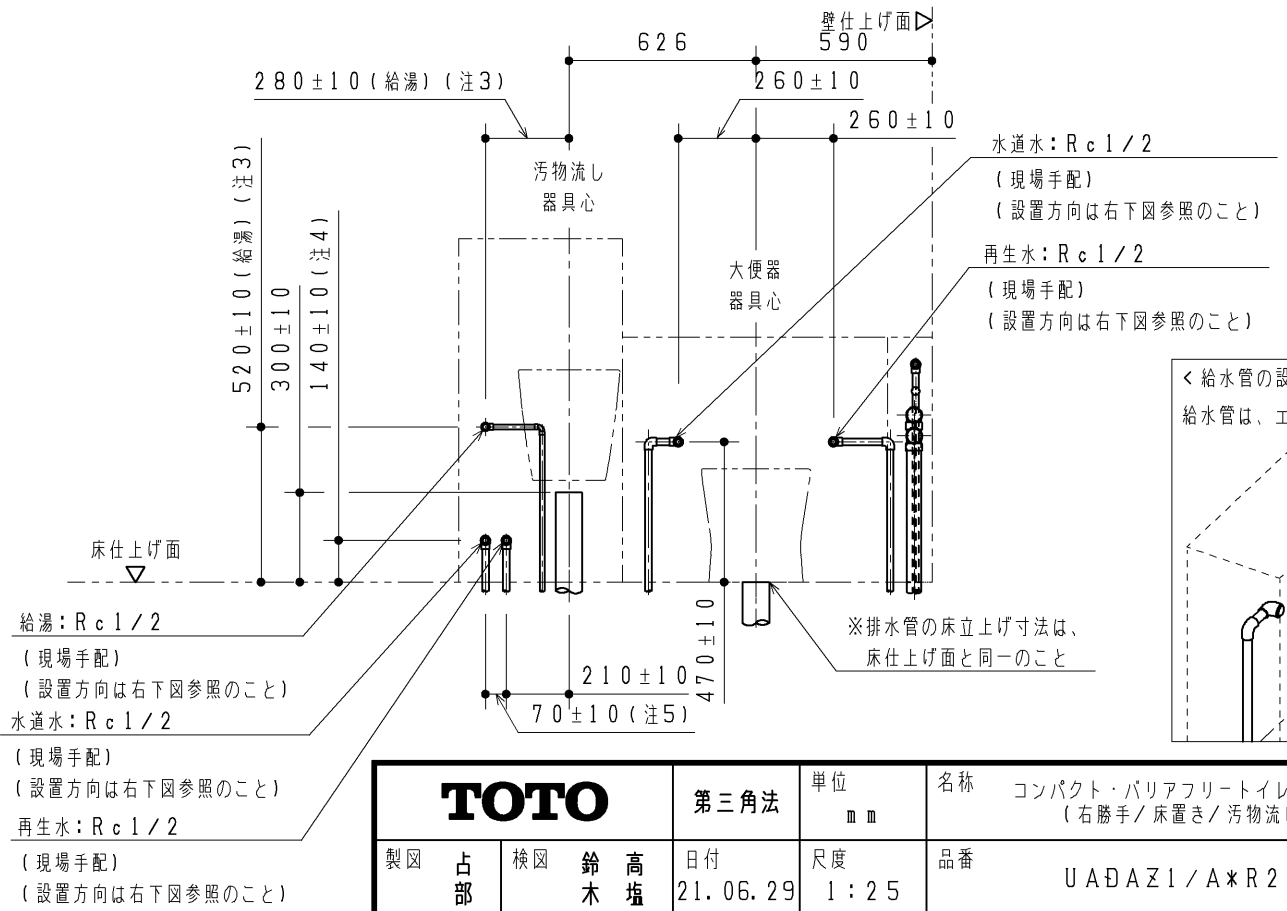 壁仕上げ面
626
590
280±10(給湯)(注3)
260±10
260±10
水道水:Rc1/2
(現場手配)
(設置方向は右下図参照のこと)
汚物流し
器具心
520±10(給湯)(注3)
300±10
140±10(注4)
大便器
器具心
再生水:Rc1/2
(現場手配)
(設置方向は右下図参照のこと)
<給水管の設
給水管は、エ
床仕上げ面
給湯:Rc1/2
(現場手配)
(設置方向は右下図参照のこと)
水道水:Rc1/2
(現場手配)
(設置方向は右下図参照のこと)
再生水:Rc1/2
(現場手配)
(設置方向は右下図参照のこと)
210±10
70±10(注5)
470±10
※排水管の床立上げ寸法は、
床仕上げ面と同一のこと
TOTO
第三角法
単位
mm
名称
コンパクト・バリアフリートイレ
(右勝手/床置き/汚物流し
製図
占部
検図
鈴木
高塩
日付
21.06.29
尺度
1:25
品番
UADAZ1/A*R2